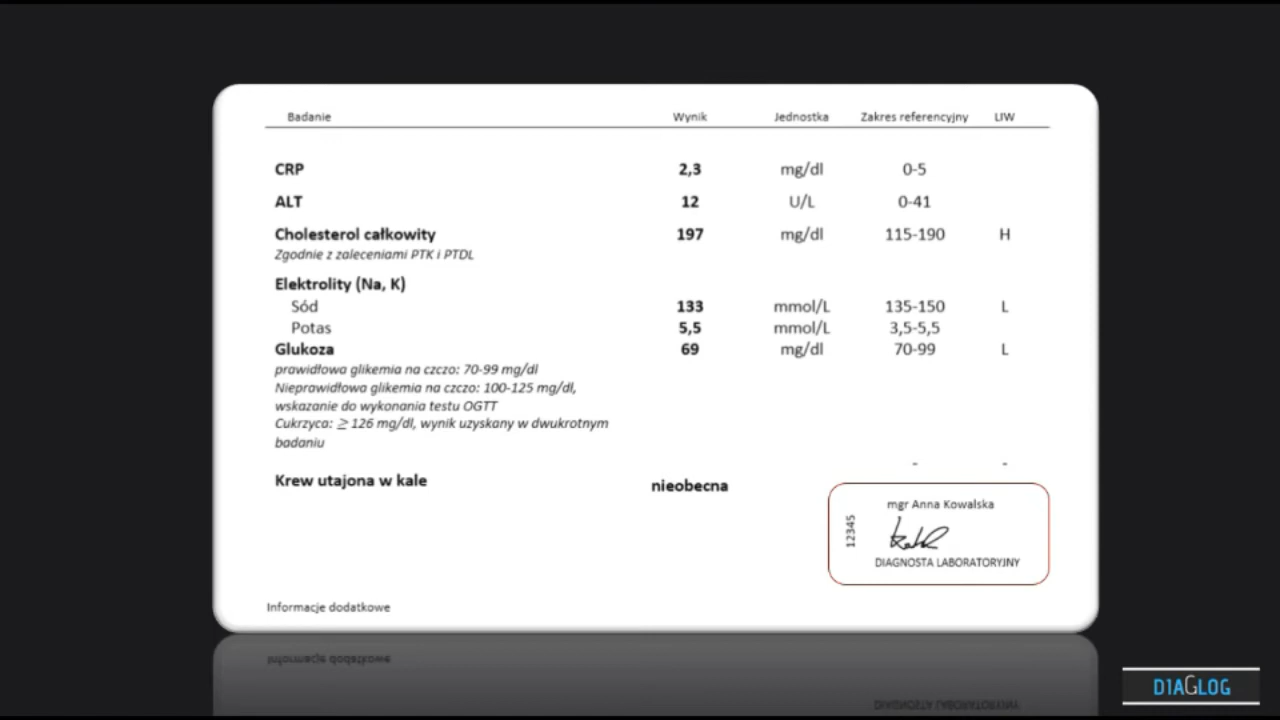 Badanie Wynik Jednostka Zakres referencyjny LIW
CRP 2,3 mg/dl 0-5
ALT 12 U/L 0-41
Cholesterol całkowity 197 mg/dl 115-190 H
Zgodnie z zaleceniami PTK i PTDL
Elektrolity (Na, K)
Sód 133 mmol/L 135-150 L
Potas 5,5 mmol/L 3,5-5,5
Glukoza 69 mg/dl 70-99 L
prawidłowa glikemia na czczo: 70-99 mg/dl
Nieprawidłowa glikemia na czczo: 100-125 mg/dl,
wskazanie do wykonania testu OGTT
Cukrzyca: ≥ 126 mg/dl, wynik uzyskany w dwukrotnym
badaniu
- -
Krew utajona w kale nieobecna
mgr Anna Kowalska
12345
DIAGNOSTA LABORATORYJNY
Informacje dodatkowe
DIAGLOG